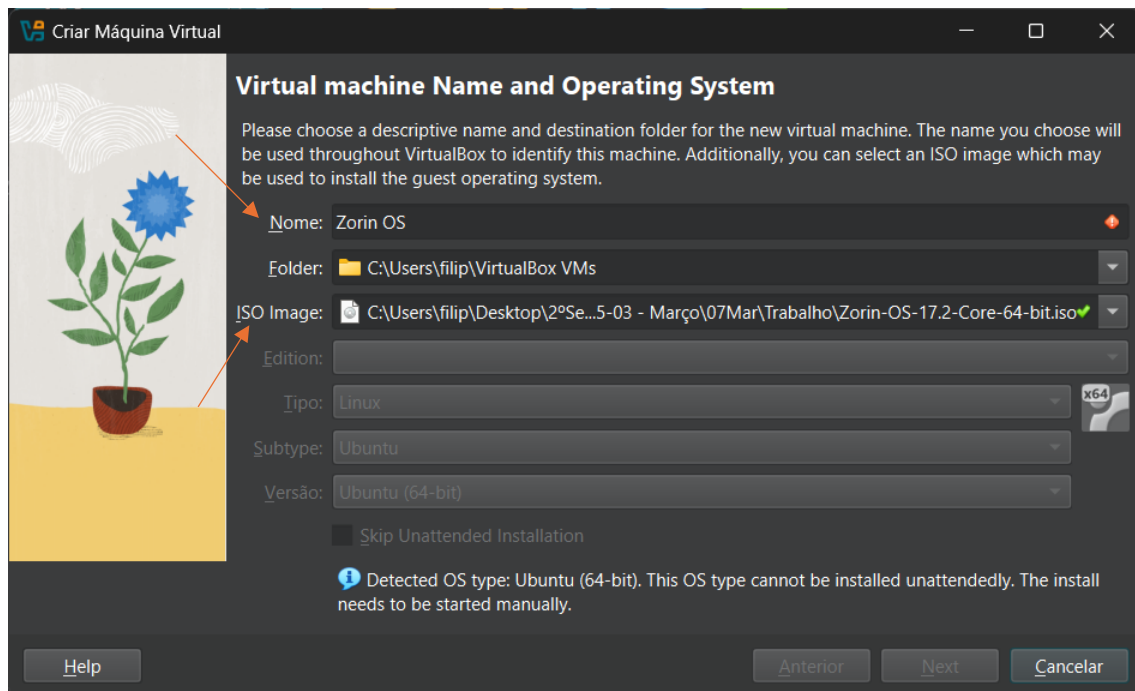 Criar Máquina Virtual
Virtual machine Name and Operating System
Please choose a descriptive name and destination folder for the new virtual machine. The name you choose will
be used throughout VirtualBox to identify this machine. Additionally, you can select an ISO image which may
be used to install the guest operating system.
Nome: Zorin OS
Folder: C:\Users\filip\VirtualBox VMs
ISO Image: C:\Users\filip\Desktop\2ºSe...5-03 - Março\07Mar\Trabalho\Zorin-OS-17.2-Core-64-bit.iso
Edition:
Tipo: Linux
x64
Subtype: Ubuntu
Versão: Ubuntu (64-bit)
Skip Unattended Installation
Detected OS type: Ubuntu (64-bit). This OS type cannot be installed unattendedly. The install
needs to be started manually.
Help Anterior Next Cancelar